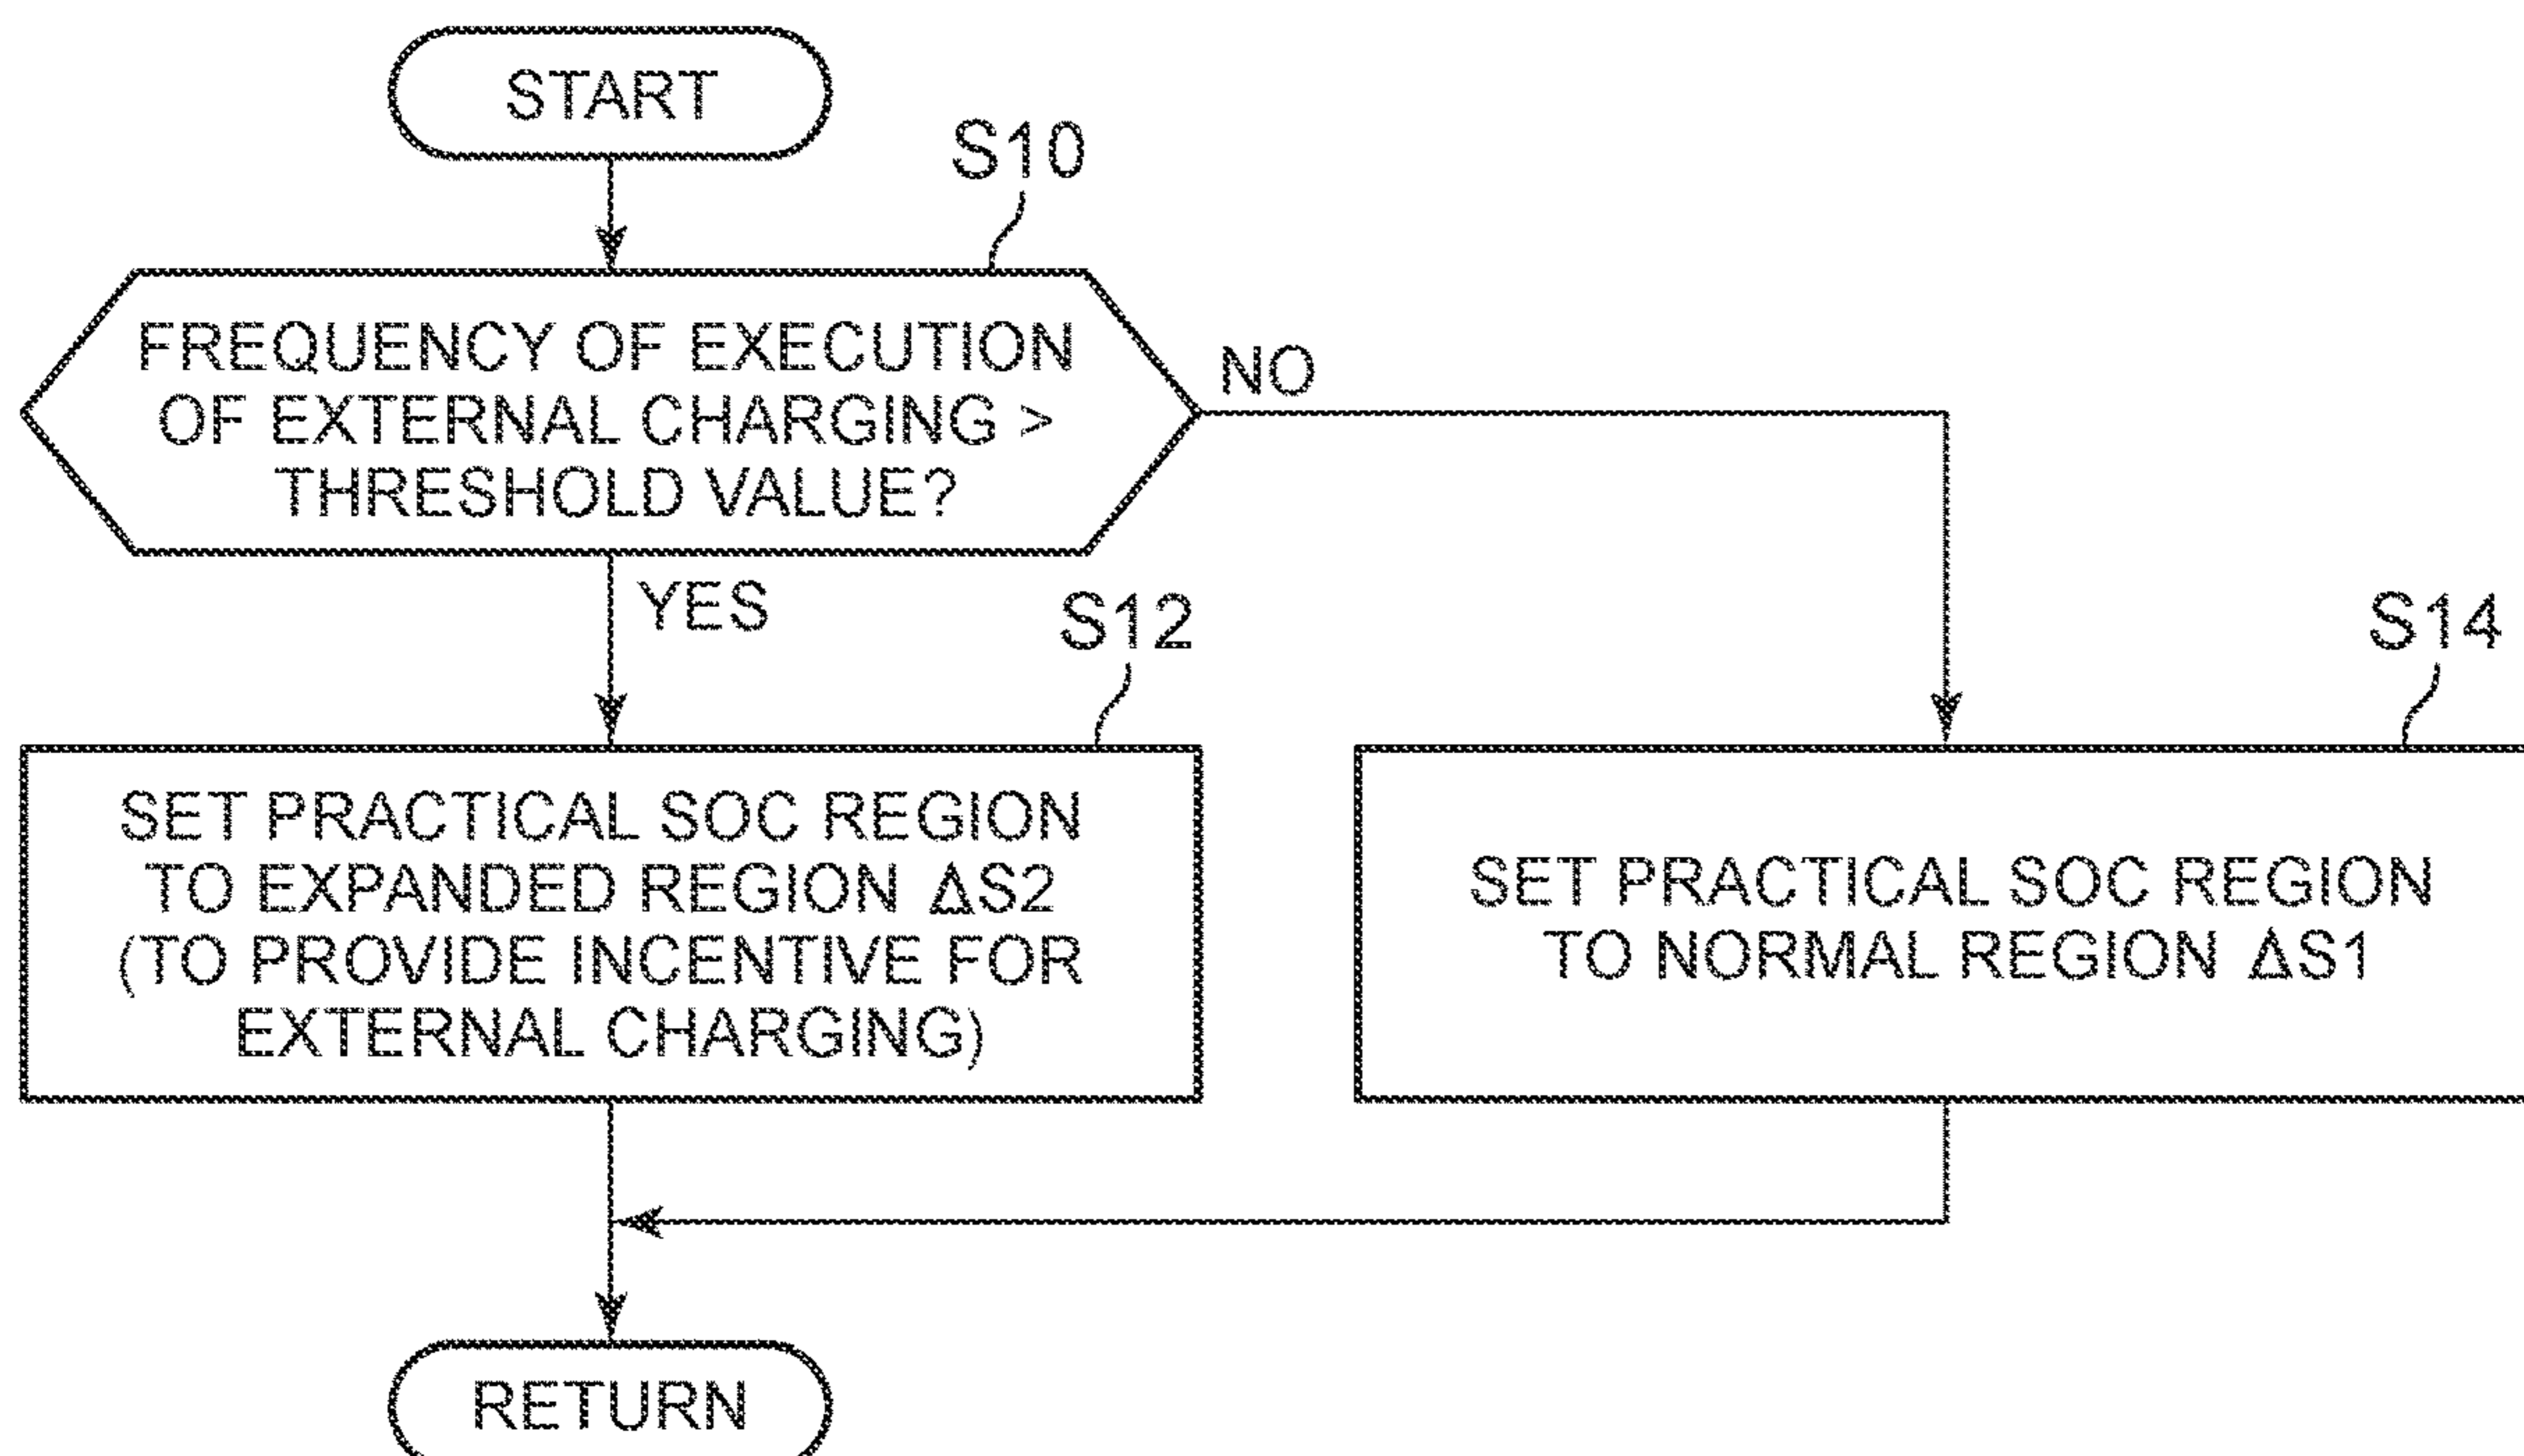 START
S10
FREQUENCY OF EXECUTION
OF EXTERNAL CHARGING >
THRESHOLD VALUE?
NO
YES
S12
SET PRACTICAL SOC REGION
TO EXPANDED REGION ΔS2
(TO PROVIDE INCENTIVE FOR
EXTERNAL CHARGING)
S14
SET PRACTICAL SOC REGION
TO NORMAL REGION ΔS1
RETURN